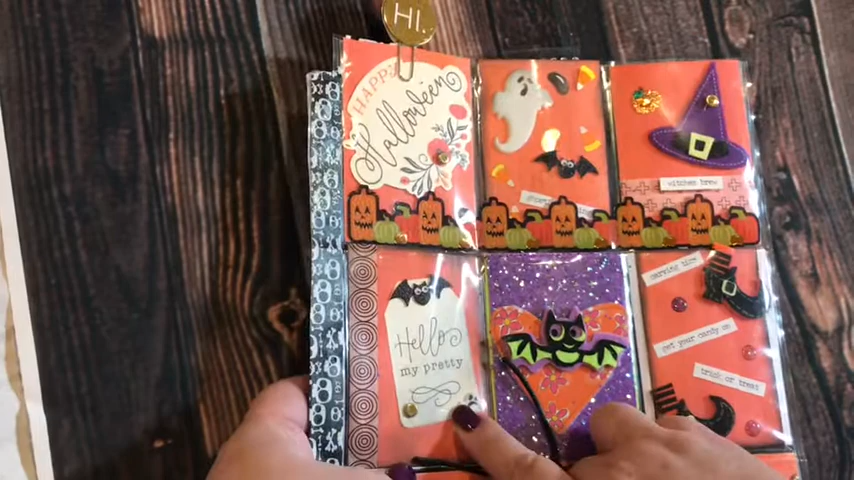 HI
HAPPY
Halloween
witches brew
Hello
my pretty
get your candy on
trick or treat